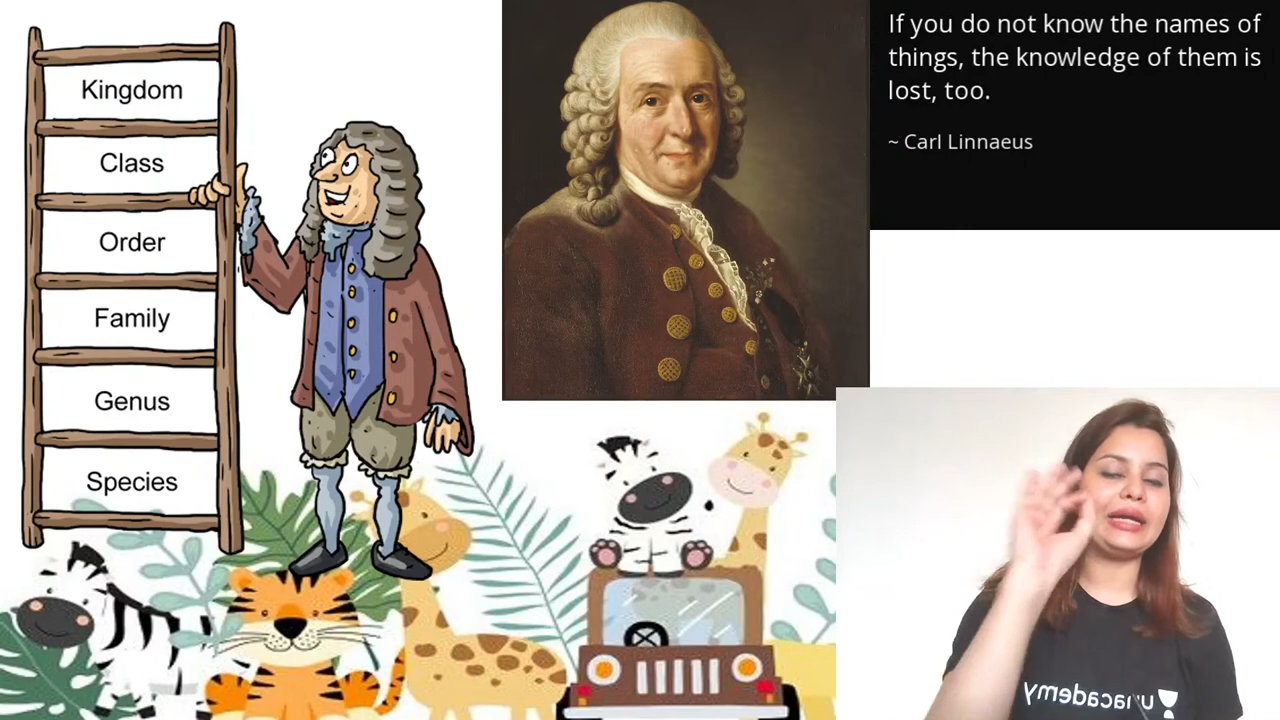 Kingdom
Class
Order
Family
Genus
Species
If you do not know the names of
things, the knowledge of them is
lost, too.
~ Carl Linnaeus
unacademy